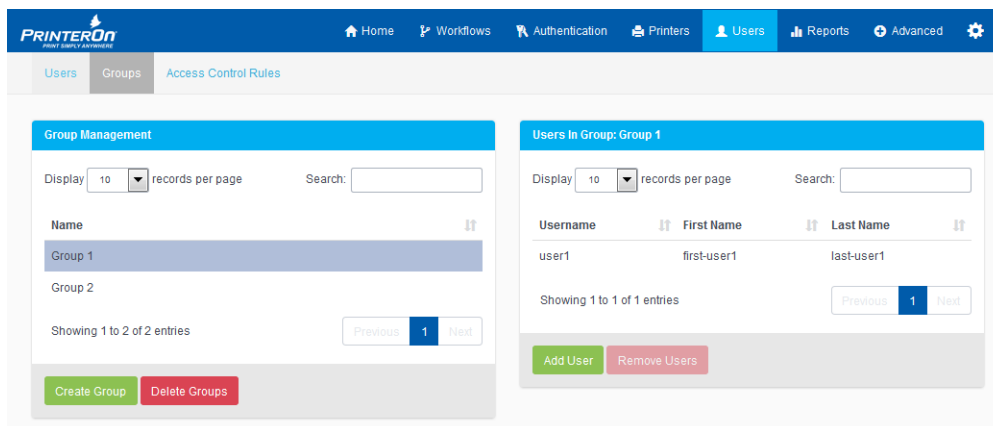 PRINTERON
PRINT SIMPLY ANYWHERE
Home Workflows Authentication Printers Users Reports Advanced
Users Groups Access Control Rules
Group Management
Display 10 records per page Search:
Name
Group 1
Group 2
Showing 1 to 2 of 2 entries Previous 1 Next
Create Group Delete Groups
Users In Group: Group 1
Display 10 records per page Search:
Username First Name Last Name
user1 first-user1 last-user1
Showing 1 to 1 of 1 entries Previous 1 Next
Add User Remove Users